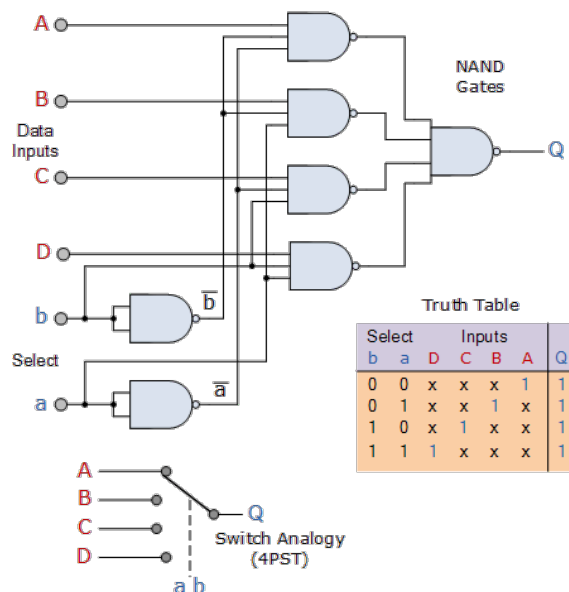 A
NAND
Gates
B
Data
Inputs
Q
C
D
b
b̅
Select
a
a̅
Truth Table
Select Inputs
b a D C B A Q
0 0 x x x 1 1
0 1 x x 1 x 1
1 0 x 1 x x 1
1 1 1 x x x 1
A
B
Q
C
Switch Analogy
(4PST)
D
a b